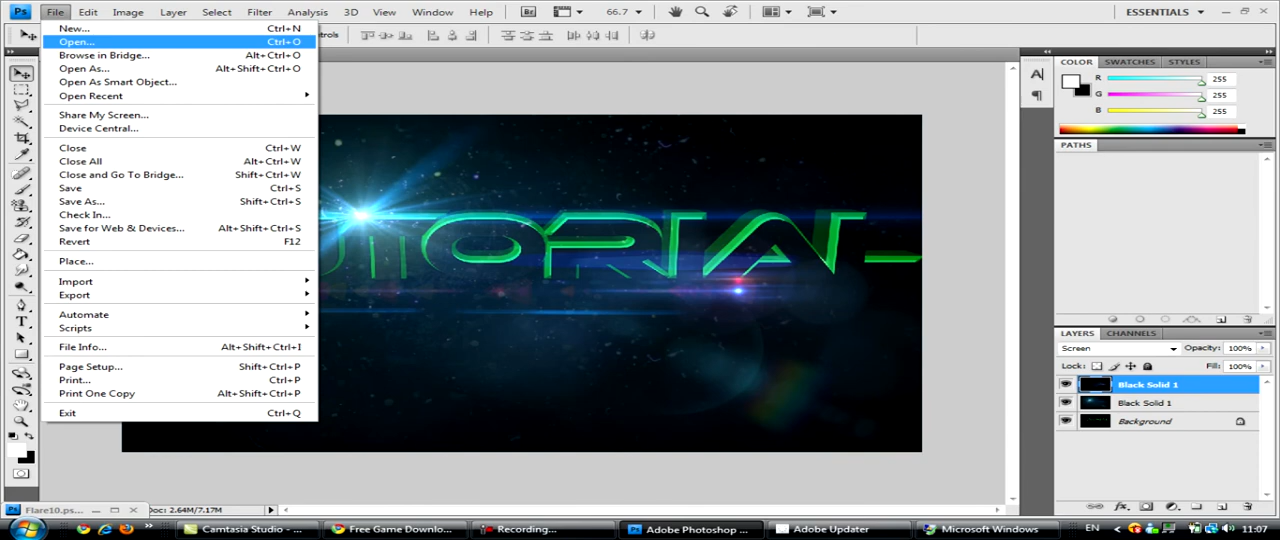 Ps File Edit Image Layer Select Filter Analysis 3D View Window Help Br 66.7 ESSENTIALS
New... Ctrl+N
Open... Ctrl+O
Browse in Bridge... Alt+Ctrl+O
Open As... Alt+Shift+Ctrl+O
Open As Smart Object...
Open Recent
Share My Screen...
Device Central...
Close Ctrl+W
Close All Alt+Ctrl+W
Close and Go To Bridge... Shift+Ctrl+W
Save Ctrl+S
Save As... Shift+Ctrl+S
Check In...
Save for Web & Devices... Alt+Shift+Ctrl+S
Revert F12
Place...
Import
Export
Automate
Scripts
File Info... Alt+Shift+Ctrl+I
Page Setup... Shift+Ctrl+P
Print... Ctrl+P
Print One Copy Alt+Shift+Ctrl+P
Exit Ctrl+Q
UTORIAL
COLOR SWATCHES STYLES
R 255
G 255
B 255
PATHS
LAYERS CHANNELS
Screen Opacity: 100%
Lock: Fill: 100%
Black Solid 1
Black Solid 1
Background
Flare10.ps... Doc: 2.64M/7.17M
Camtasia Studio - ... Free Game Downlo... Recording... Adobe Photoshop ... Adobe Updater Microsoft Windows EN 11:07